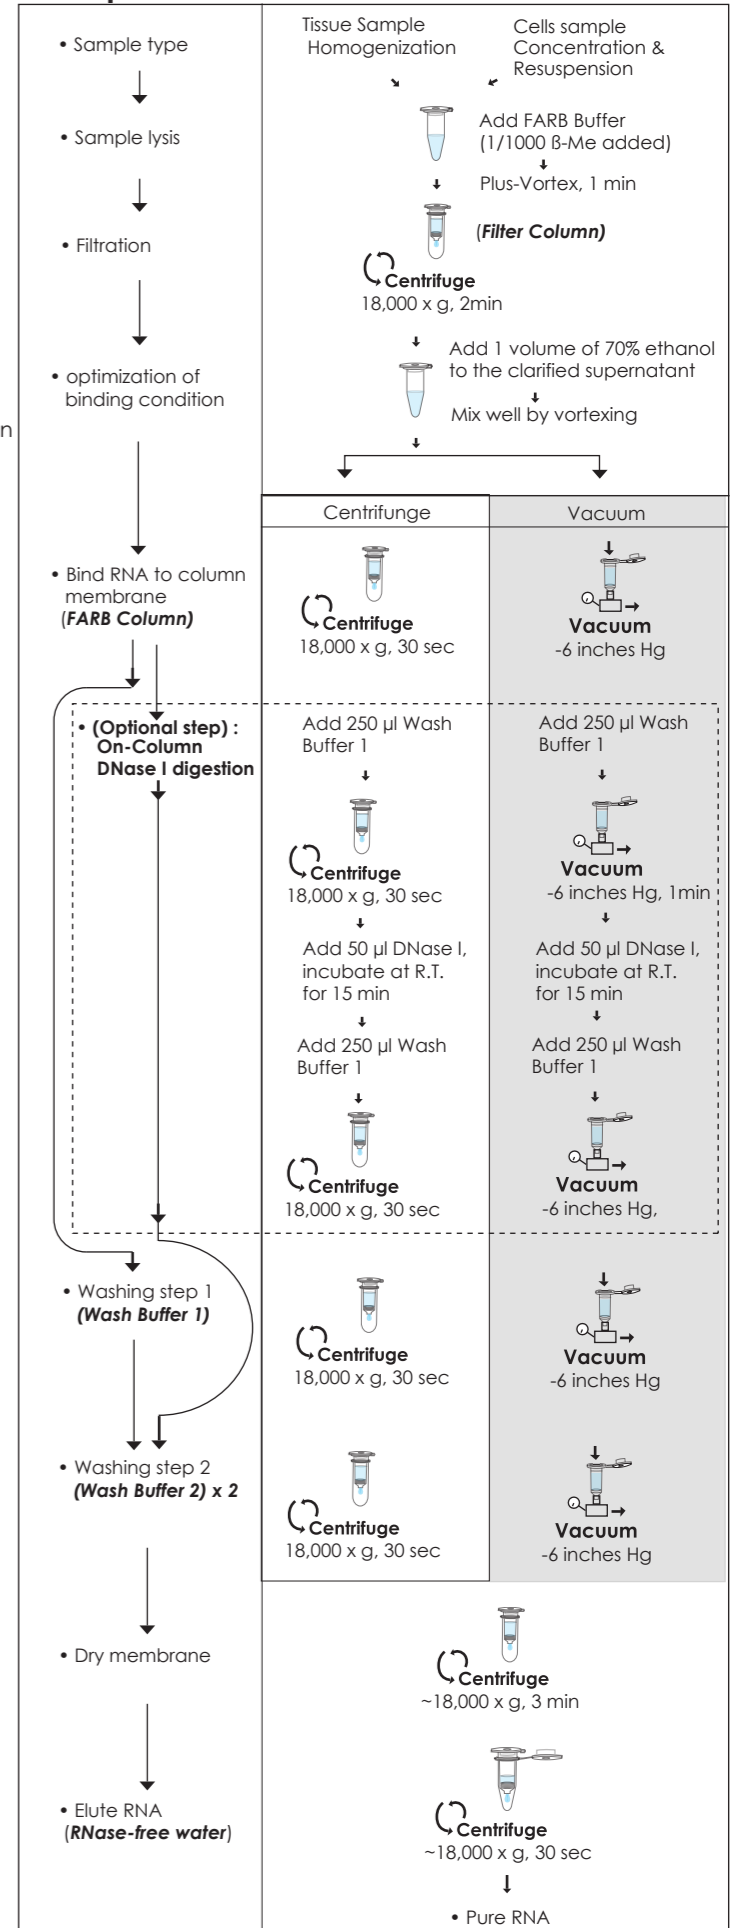 • Sample type
• Sample lysis
• Filtration
• optimization of
binding condition
n
• Bind RNA to column
membrane
(FARB Column)
• (Optional step) :
On-Column
DNase I digestion
• Washing step 1
(Wash Buffer 1)
• Washing step 2
(Wash Buffer 2) x 2
• Dry membrane
• Elute RNA
(RNase-free water)
Tissue Sample
Homogenization
Cells sample
Concentration &
Resuspension
Add FARB Buffer
(1/1000 ß-Me added)
Plus-Vortex, 1 min
(Filter Column)
Centrifuge
18,000 x g, 2min
Add 1 volume of 70% ethanol
to the clarified supernatant
Mix well by vortexing
Centrifunge
Centrifuge
18,000 x g, 30 sec
Add 250 µl Wash
Buffer 1
Centrifuge
18,000 x g, 30 sec
Add 50 µl DNase I,
incubate at R.T.
for 15 min
Add 250 µl Wash
Buffer 1
Centrifuge
18,000 x g, 30 sec
Centrifuge
18,000 x g, 30 sec
Centrifuge
18,000 x g, 30 sec
Vacuum
Vacuum
-6 inches Hg
Add 250 µl Wash
Buffer 1
Vacuum
-6 inches Hg, 1min
Add 50 µl DNase I,
incubate at R.T.
for 15 min
Add 250 µl Wash
Buffer 1
Vacuum
-6 inches Hg,
Vacuum
-6 inches Hg
Vacuum
-6 inches Hg
Centrifuge
~18,000 x g, 3 min
Centrifuge
~18,000 x g, 30 sec
• Pure RNA